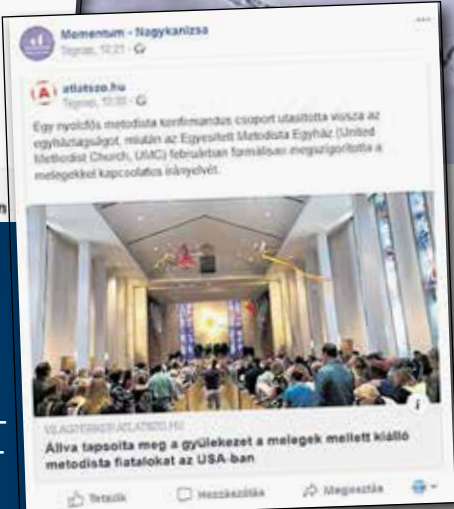 Momentum - Nagykanizsa
Tegnap, 12:21
atlatszo.hu
Tegnap, 12:20
Egy nyolcfős metodista konfirmandus csoport utasította vissza az
egyháztagságot, miután az Egyesített Metodista Egyház (United
Methodist Church, UMC) februárban formálisan megszigorította a
melegekkel kapcsolatos irányelvét.
VILAGTERKEP.ATLATSZO.HU
Állva tapsolta meg a gyülekezet a melegek mellett kiálló
metodista fiatalokat az USA-ban
Tetszik Hozzászólás Megosztás